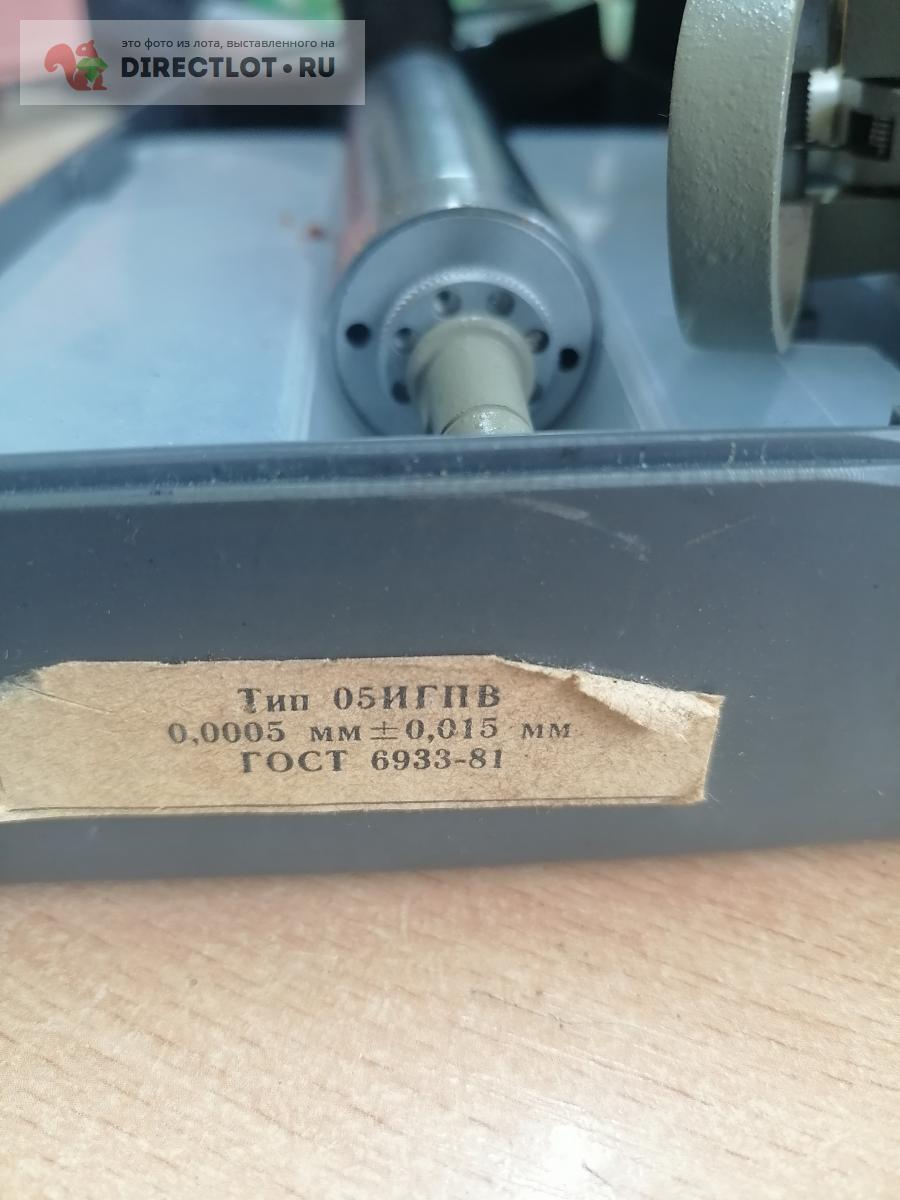 это фото из лота, выставленного на
DIRECTLOT•RU
Тип 05ИГПВ
0,0005 мм±0,015 мм
ГОСТ 6933-81